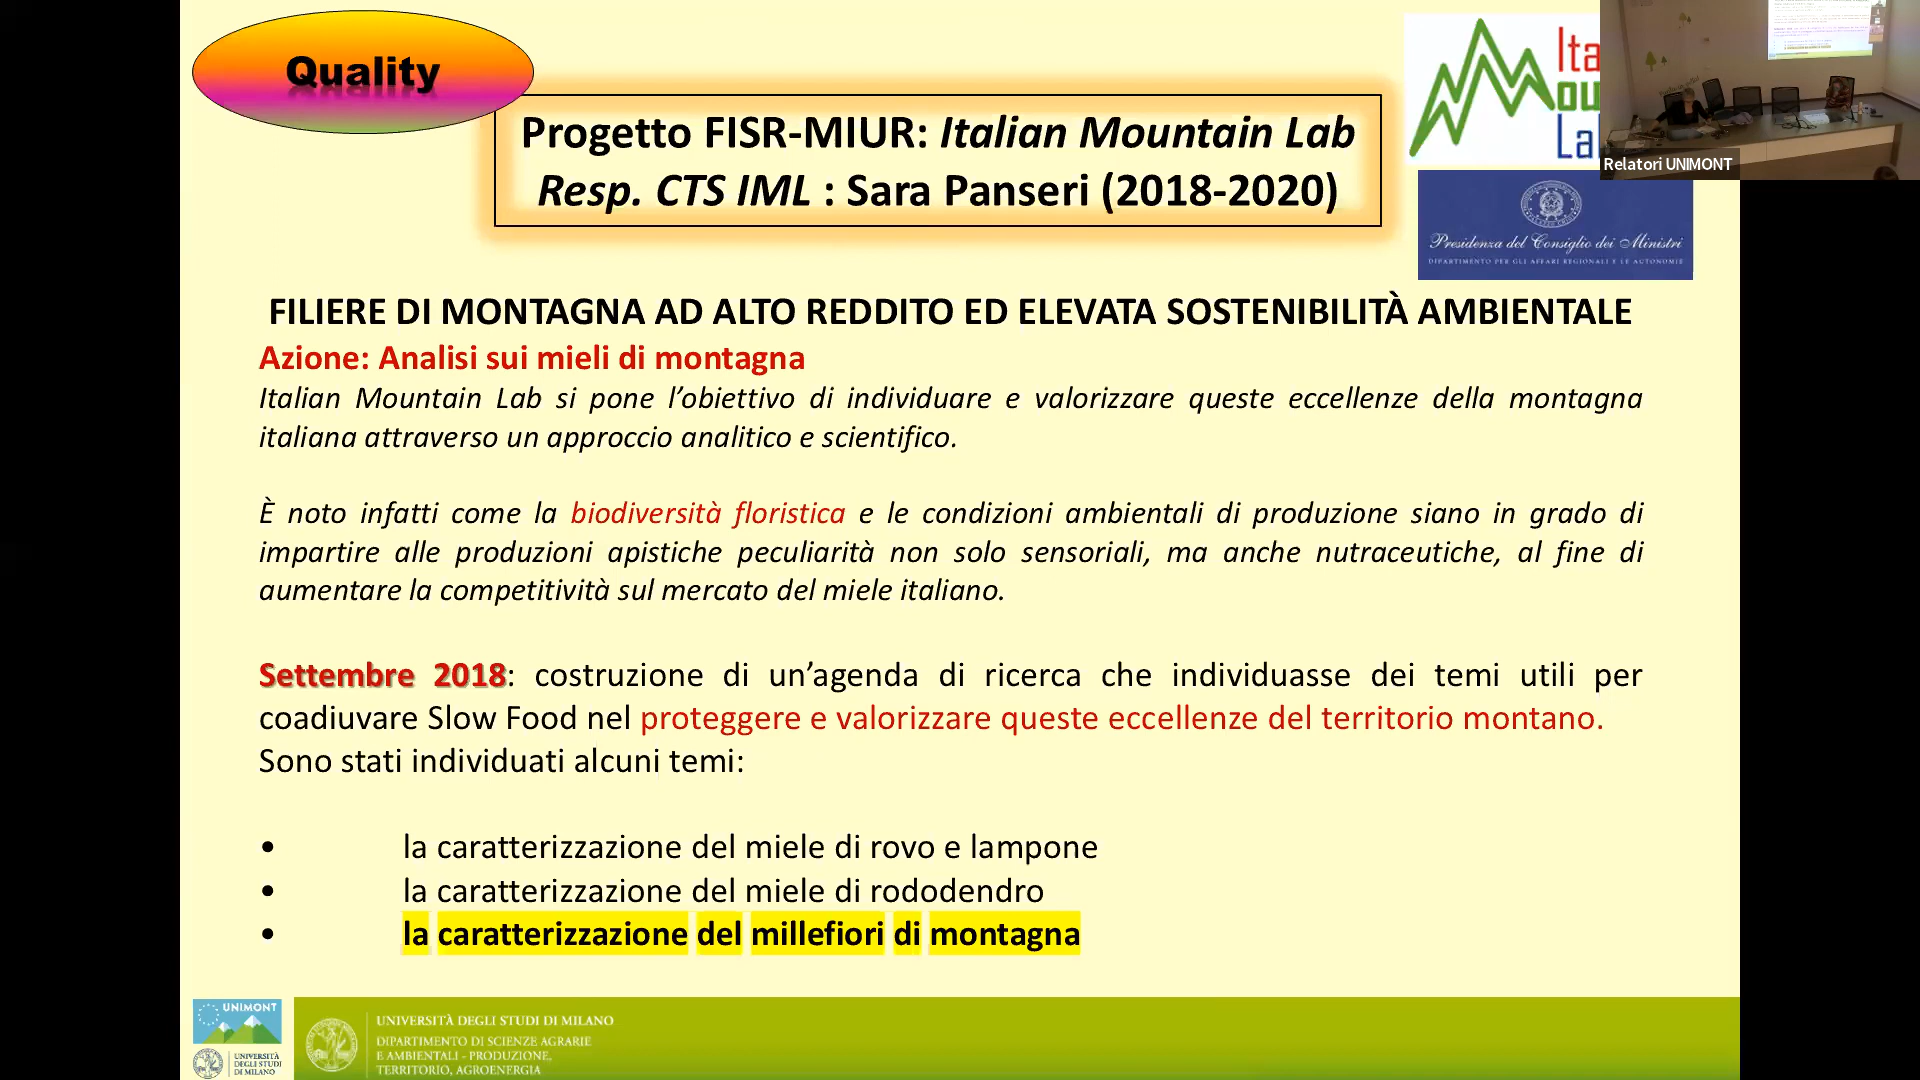 Quality
Progetto FISR-MIUR: Italian Mountain Lab
Resp. CTS IML : Sara Panseri (2018-2020)
Relatori UNIMONT
Presidenza del Consiglio dei Ministri
DIPARTIMENTO PER GLI AFFARI REGIONALI E LE AUTONOMIE
FILIERE DI MONTAGNA AD ALTO REDDITO ED ELEVATA SOSTENIBILITÀ AMBIENTALE
Azione: Analisi sui mieli di montagna
Italian Mountain Lab si pone l’obiettivo di individuare e valorizzare queste eccellenze della montagna
italiana attraverso un approccio analitico e scientifico.
È noto infatti come la biodiversità floristica e le condizioni ambientali di produzione siano in grado di
impartire alle produzioni apistiche peculiarità non solo sensoriali, ma anche nutraceutiche, al fine di
aumentare la competitività sul mercato del miele italiano.
Settembre 2018: costruzione di un’agenda di ricerca che individuasse dei temi utili per
coadiuvare Slow Food nel proteggere e valorizzare queste eccellenze del territorio montano.
Sono stati individuati alcuni temi:
• la caratterizzazione del miele di rovo e lampone
• la caratterizzazione del miele di rododendro
• la caratterizzazione del millefiori di montagna
UNIMONT
UNIVERSITÀ
DEGLI STUDI
DI MILANO
UNIVERSITÀ DEGLI STUDI DI MILANO
DIPARTIMENTO DI SCIENZE AGRARIE
E AMBIENTALI - PRODUZIONE,
TERRITORIO, AGROENERGIA